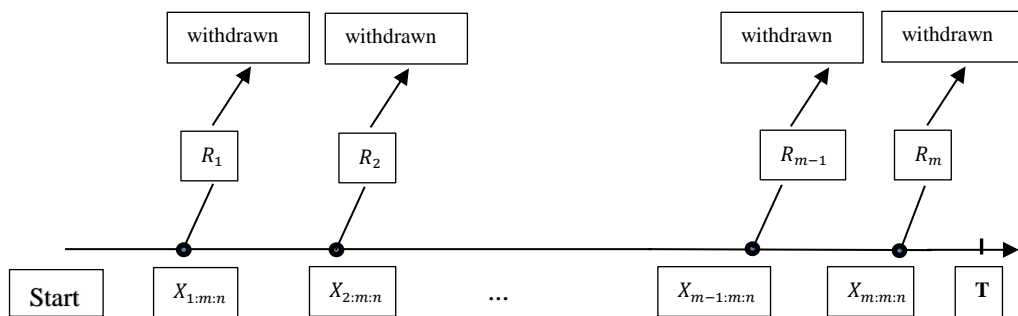 withdrawn withdrawn withdrawn withdrawn
R₁ R₂ Rₘ₋₁ Rₘ
Start X₁:ₘ:ₙ X₂:ₘ:ₙ ... Xₘ₋₁:ₘ:ₙ Xₘ:ₘ:ₙ T